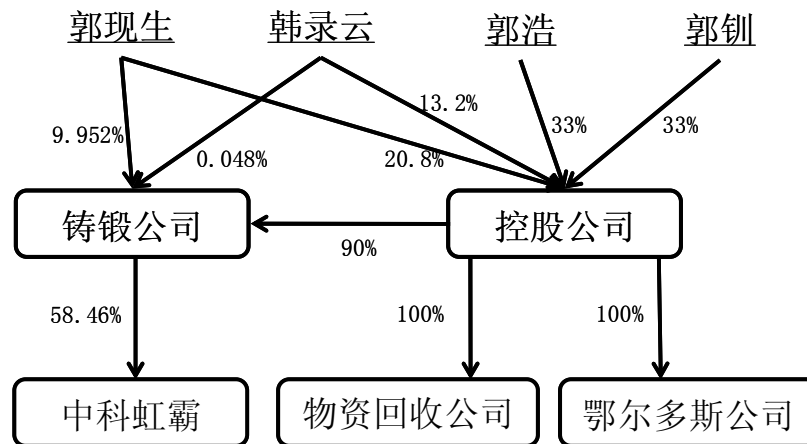 郭现生 韩录云 郭浩 郭钏
13.2%
9.952% 0.048% 20.8% 33% 33%
铸锻公司 控股公司
90%
58.46% 100% 100%
中科虹霸 物资回收公司 鄂尔多斯公司